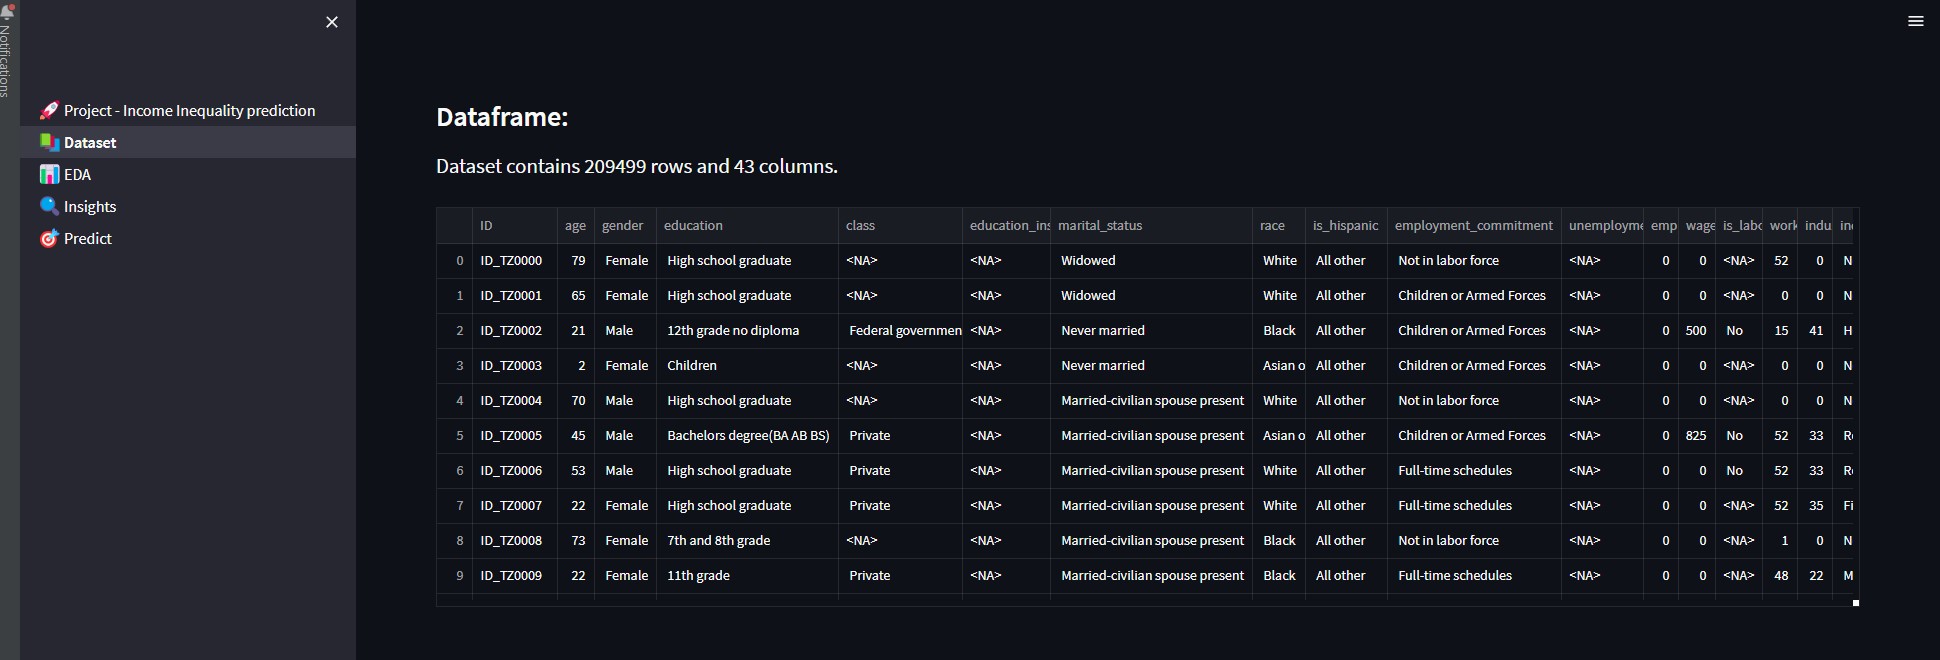 Notifications
Project - Income Inequality prediction
Dataset
EDA
Insights
Predict
Dataframe:
Dataset contains 209499 rows and 43 columns.
ID age gender education class education_ins marital_status race is_hispanic employment_commitment unemployme emp wage is_labo work indu in
0 ID_TZ0000 79 Female High school graduate <NA> <NA> Widowed White All other Not in labor force <NA> 0 0 <NA> 52 0 N
1 ID_TZ0001 65 Female High school graduate <NA> <NA> Widowed White All other Children or Armed Forces <NA> 0 0 <NA> 0 0 N
2 ID_TZ0002 21 Male 12th grade no diploma Federal governmen <NA> Never married Black All other Children or Armed Forces <NA> 0 500 No 15 41 H
3 ID_TZ0003 2 Female Children <NA> <NA> Never married Asian o All other Children or Armed Forces <NA> 0 0 <NA> 0 0 N
4 ID_TZ0004 70 Male High school graduate <NA> <NA> Married-civilian spouse present White All other Not in labor force <NA> 0 0 <NA> 0 0 N
5 ID_TZ0005 45 Male Bachelors degree(BA AB BS) Private <NA> Married-civilian spouse present Asian o All other Children or Armed Forces <NA> 0 825 No 52 33 R
6 ID_TZ0006 53 Male High school graduate Private <NA> Married-civilian spouse present White All other Full-time schedules <NA> 0 0 No 52 33 R
7 ID_TZ0007 22 Female High school graduate Private <NA> Married-civilian spouse present White All other Full-time schedules <NA> 0 0 <NA> 52 35 Fi
8 ID_TZ0008 73 Female 7th and 8th grade <NA> <NA> Married-civilian spouse present Black All other Not in labor force <NA> 0 0 <NA> 1 0 N
9 ID_TZ0009 22 Female 11th grade Private <NA> Married-civilian spouse present Black All other Full-time schedules <NA> 0 0 <NA> 48 22 M